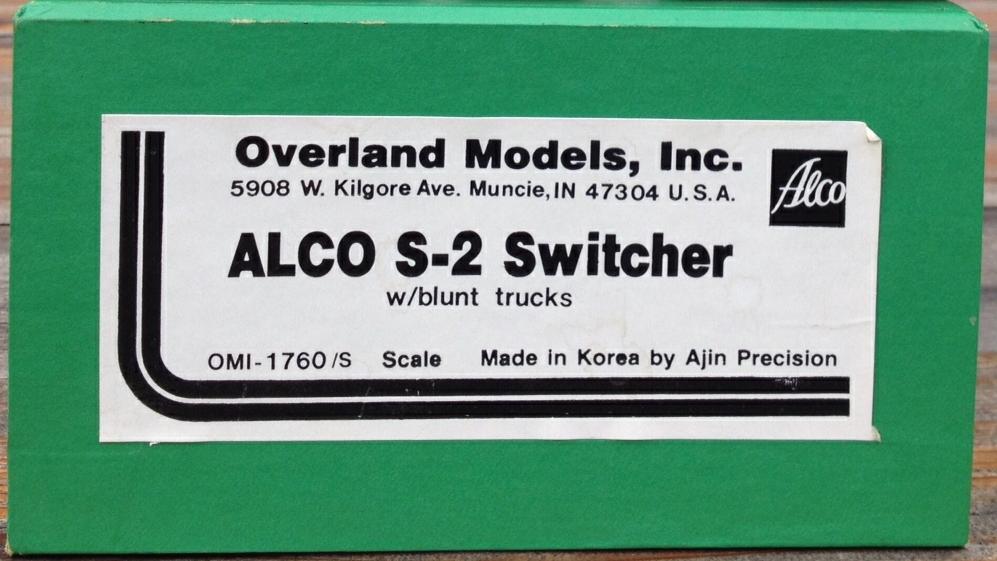 Overland Models, Inc.
5908 W. Kilgore Ave. Muncie, IN 47304 U.S.A.
Alco
ALCO S-2 Switcher
w/blunt trucks
OMI-1760/S Scale Made in Korea by Ajin Precision